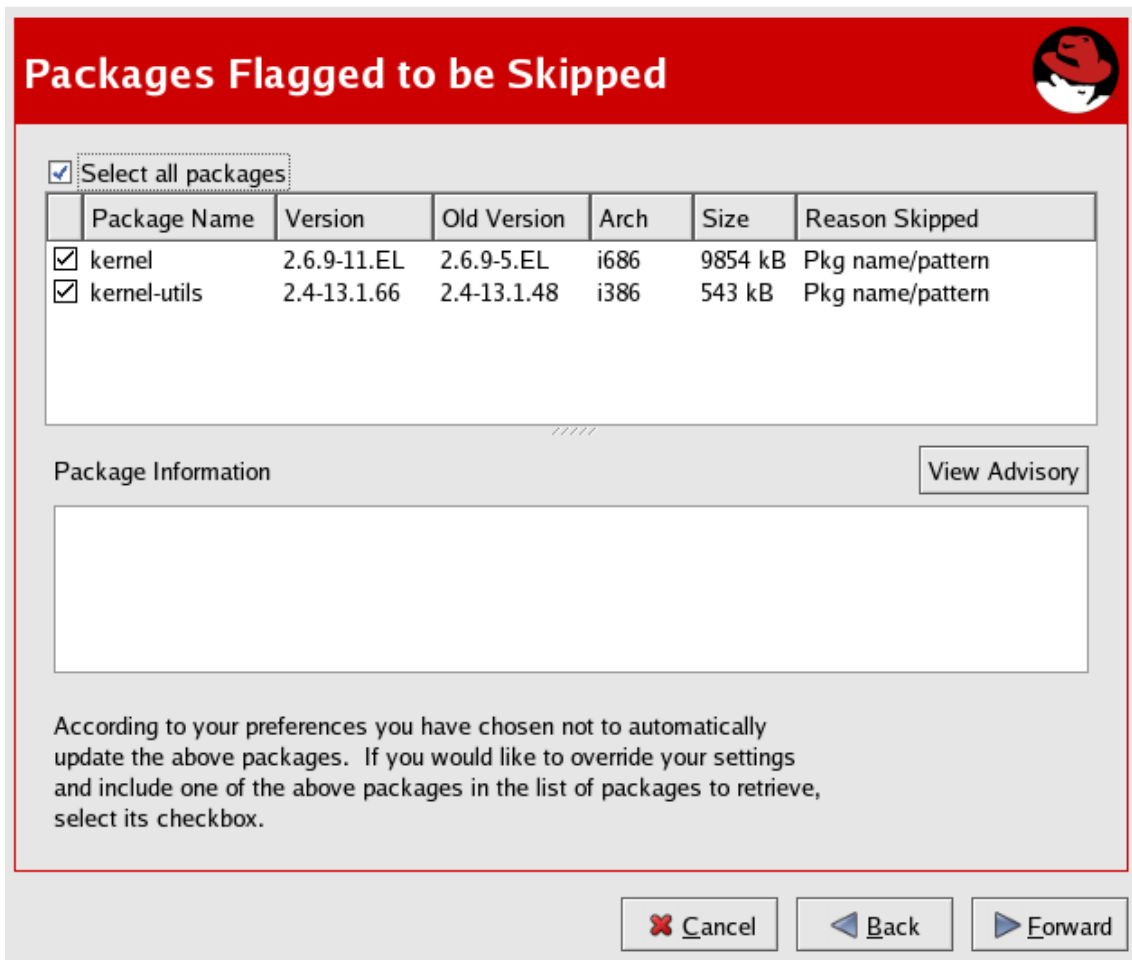 Packages Flagged to be Skipped
Select all packages
Package Name Version Old Version Arch Size Reason Skipped
kernel 2.6.9-11.EL 2.6.9-5.EL i686 9854 kB Pkg name/pattern
kernel-utils 2.4-13.1.66 2.4-13.1.48 i386 543 kB Pkg name/pattern
Package Information View Advisory
According to your preferences you have chosen not to automatically
update the above packages.  If you would like to override your settings
and include one of the above packages in the list of packages to retrieve,
select its checkbox.
Cancel Back Forward